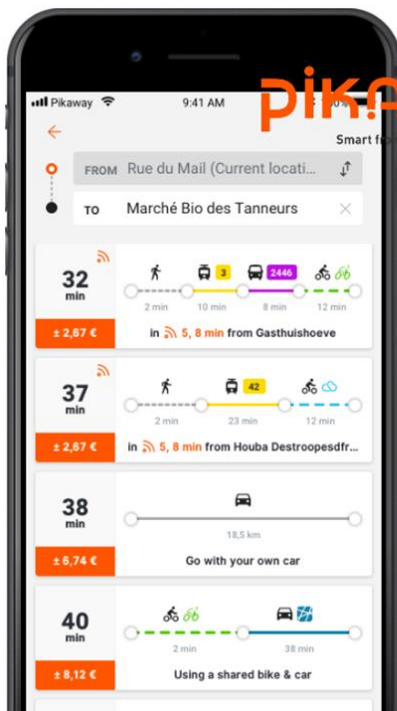 Pikaway 9:41 AM
PIKA
Smart
FROM Rue du Mail (Current locati...
TO Marché Bio des Tanneurs
32
min
3 2446
2 min 10 min 8 min 12 min
± 2,67 € in 5, 8 min from Gasthuishoeve
37
min
42
2 min 23 min 12 min
± 2,67 € in 5, 8 min from Houba Destroopesdfr...
38
min
18,5 km
± 6,74 € Go with your own car
40
min
2 min 38 min
± 8,12 € Using a shared bike & car